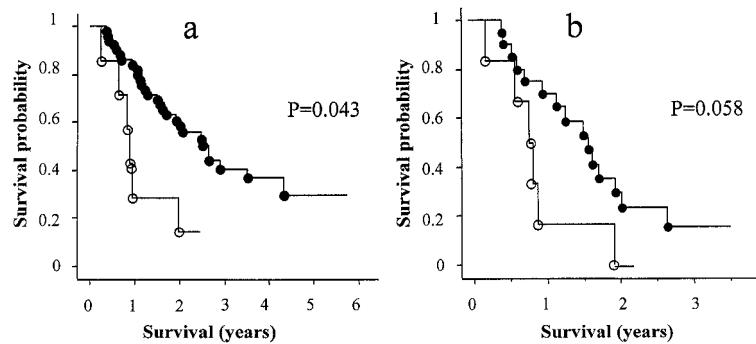 a
Survival probability
1
0.8
0.6
0.4
0.2
0
P=0.043
0 1 2 3 4 5 6
Survival (years)
b
Survival probability
1
0.8
0.6
0.4
0.2
0
P=0.058
0 1 2 3
Survival (years)